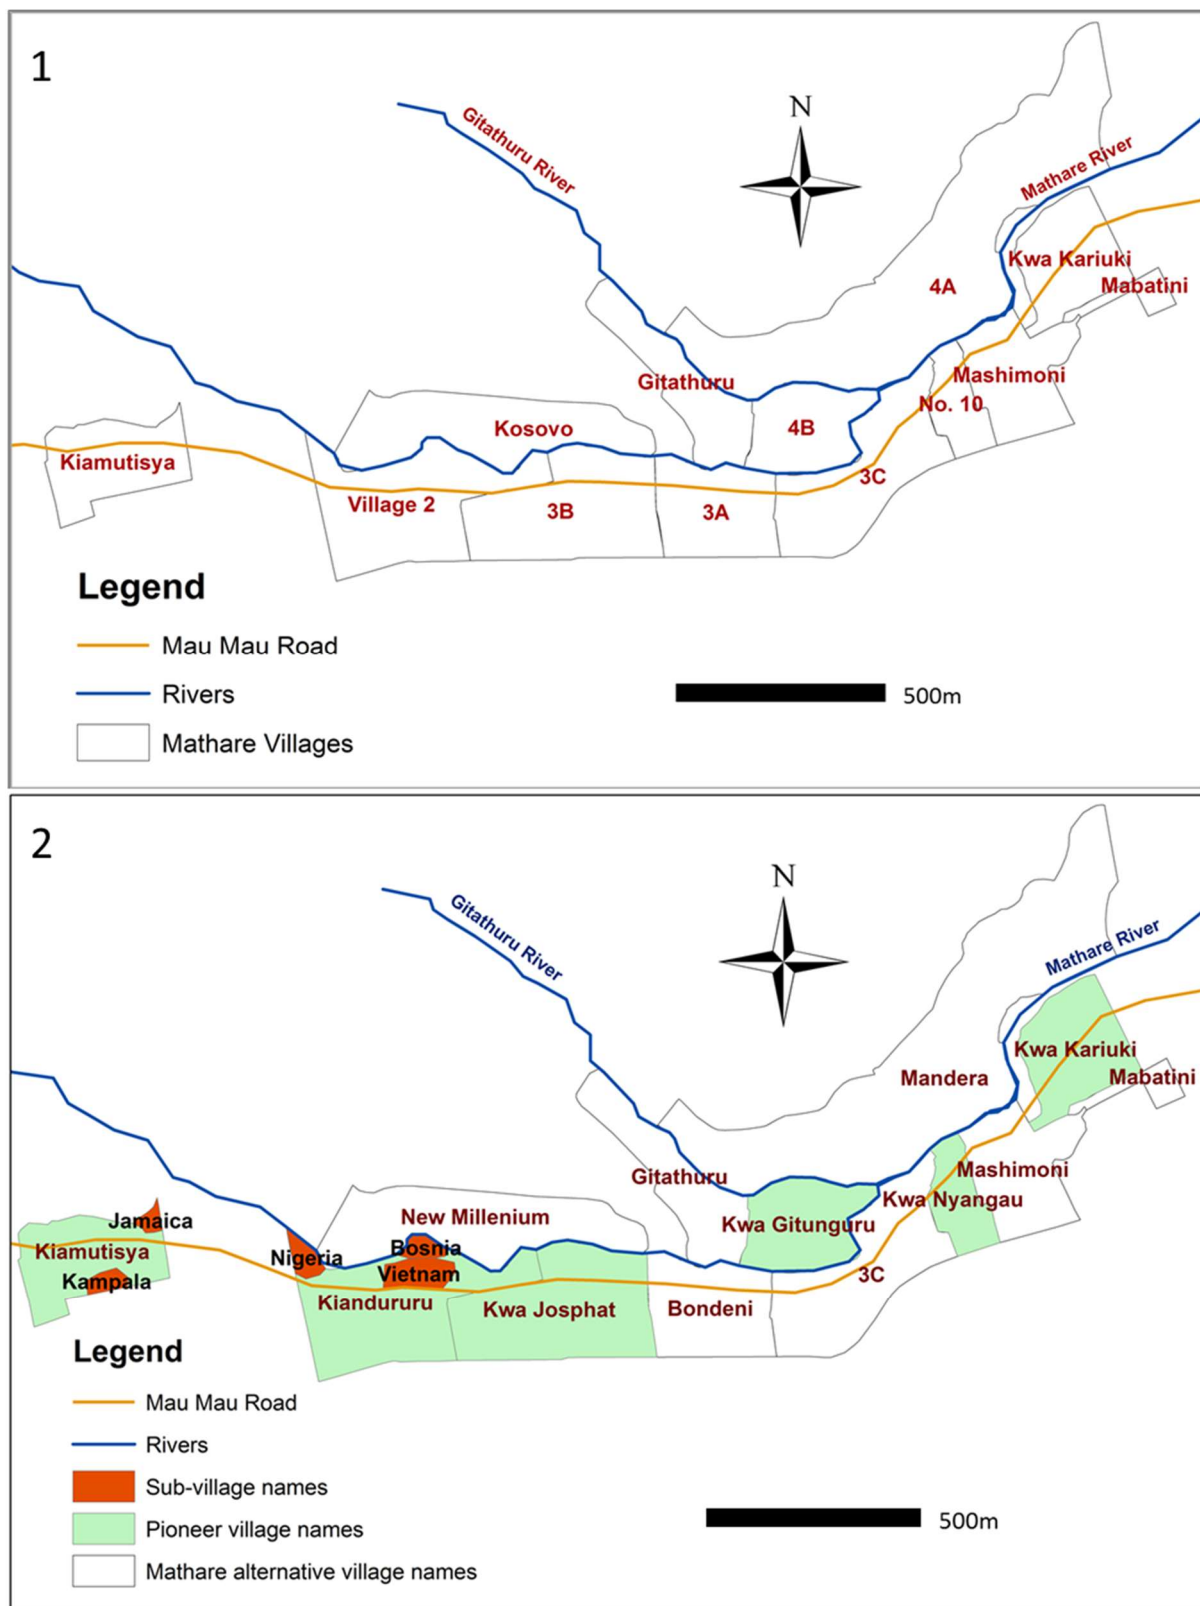 1
N
Gitathuru River
Mathare River
Kwa Kariuki
Mabatini
4A
Mashimoni
Gitathuru
No. 10
4B
Kosovo
Kiamutisya
3C
Village 2
3B
3A
Legend
Mau Mau Road
Rivers
Mathare Villages
500m
2
N
Gitathuru River
Mathare River
Kwa Kariuki
Mabatini
Mandera
Mashimoni
Gitathuru
Kwa Nyangau
Kwa Gitunguru
New Millenium
Jamaica
Kiamutisya
Kampala
Nigeria
Bosnia
Vietnam
3C
Kiandururu
Kwa Josphat
Bondeni
Legend
Mau Mau Road
Rivers
Sub-village names
Pioneer village names
Mathare alternative village names
500m